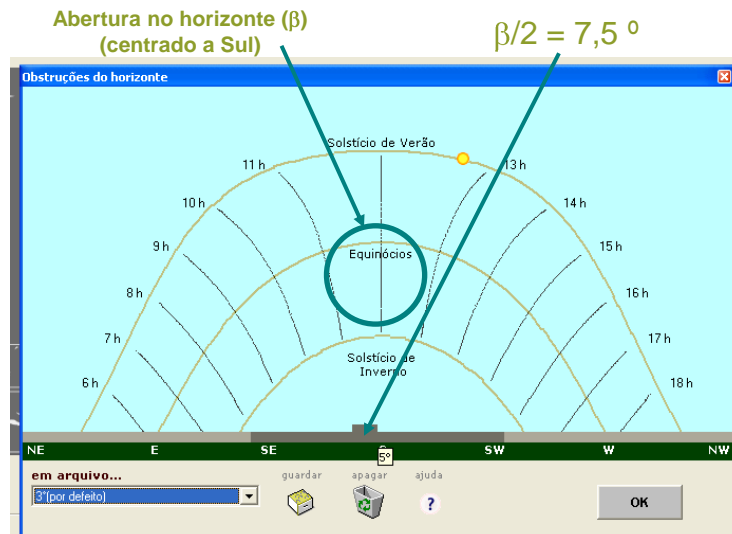 Abertura no horizonte (β)
(centrado a Sul)
β/2 = 7,5 º
Obstruções do horizonte
Solstício de Verão
11 h
13 h
10 h
14 h
Equinócios
9 h
15 h
8 h
16 h
7 h
17 h
Solstício de
Inverno
6 h
18 h
NE E SE SW W NW
5º
em arquivo...
guardar apagar ajuda
3º(por defeito)
?
OK